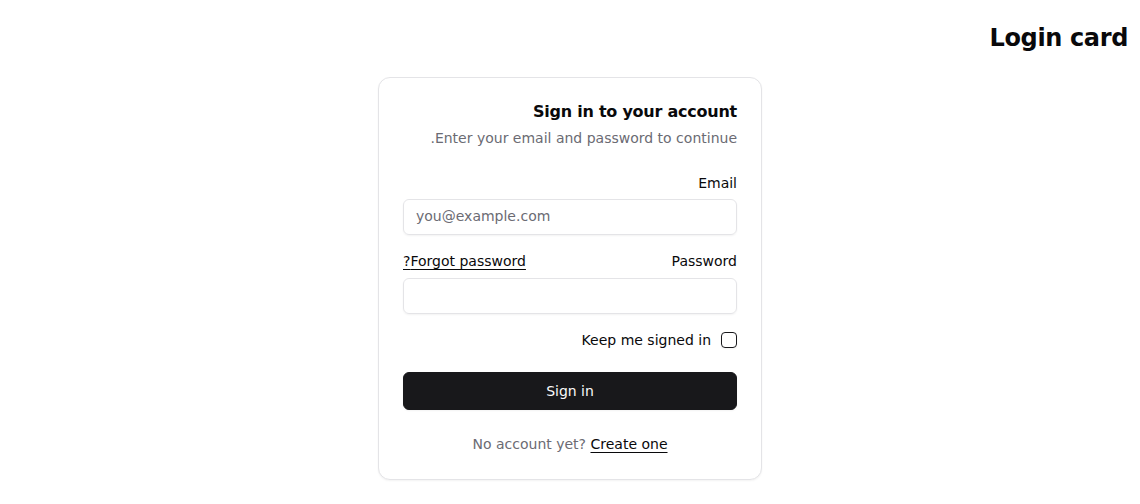 Login card
Sign in to your account
.Enter your email and password to continue
Email
you@example.com
Password
?Forgot password
Keep me signed in
Sign in
No account yet? Create one